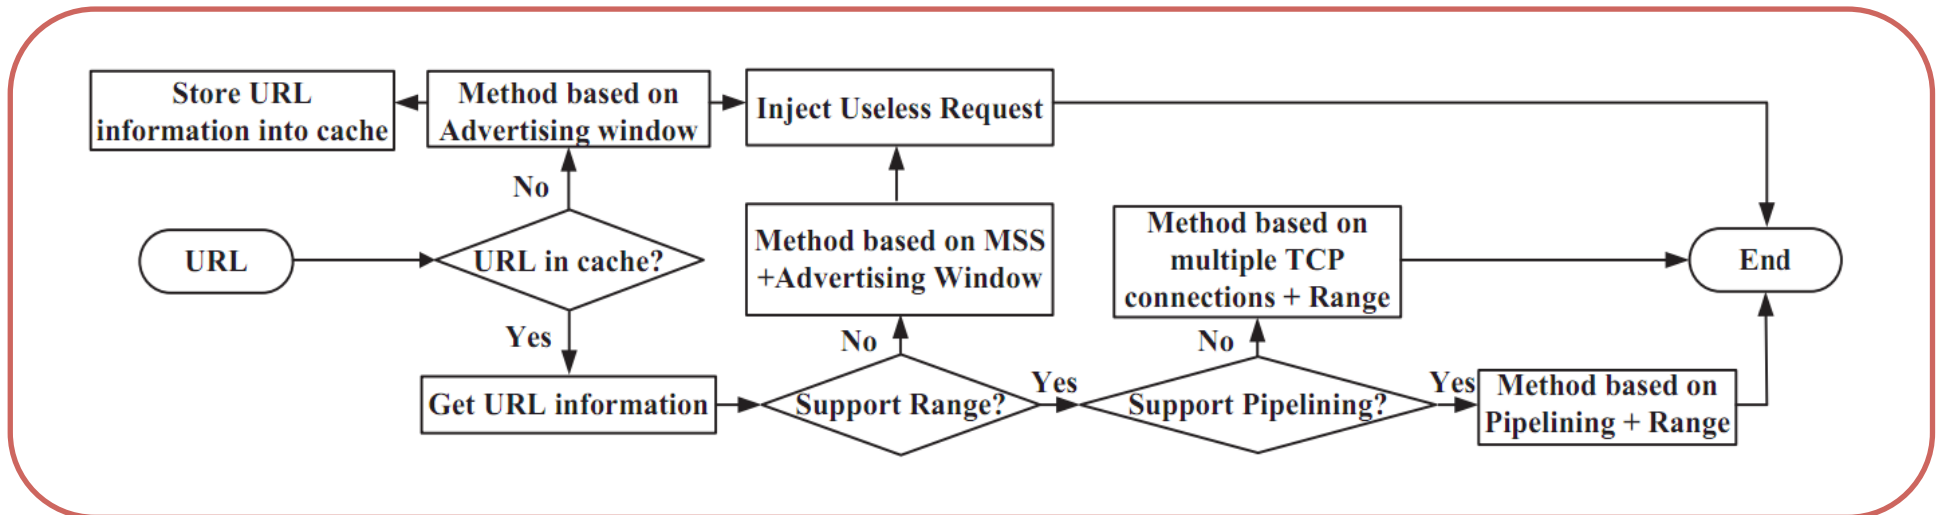 Store URL
information into cache
Method based on
Advertising window
Inject Useless Request
No
URL
URL in cache?
Method based on MSS
+Advertising Window
Method based on
multiple TCP
connections + Range
End
Yes
No
No
Get URL information
Support Range?
Yes
Support Pipelining?
Yes
Method based on
Pipelining + Range